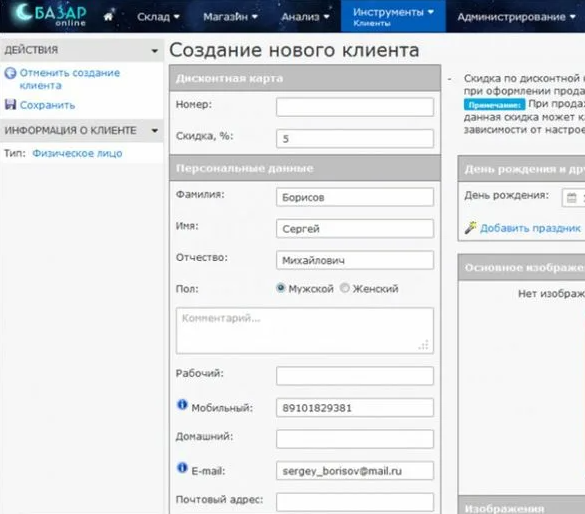 БАЗАР
online
Склад
Магазин
Анализ
Инструменты
Клиенты
Администрирование
ДЕЙСТВИЯ
Отменить создание
клиента
Сохранить
ИНФОРМАЦИЯ О КЛИЕНТЕ
Тип: Физическое лицо
Создание нового клиента
Дисконтная карта
Номер:
Скидка, %: 5
Персональные данные
Фамилия: Борисов
Имя: Сергей
Отчество: Михайлович
Пол: Мужской Женский
Комментарий...
Рабочий:
Мобильный: 89101829381
Домашний:
E-mail: sergey_borisov@mail.ru
Почтовый адрес:
- Скидка по дисконтной
при оформлении прода
Примечание: При прода
данная скидка может
зависимости от настрое
День рождения и др
День рождения:
Добавить праздник
Основное изображен
Нет изображ
Изображения